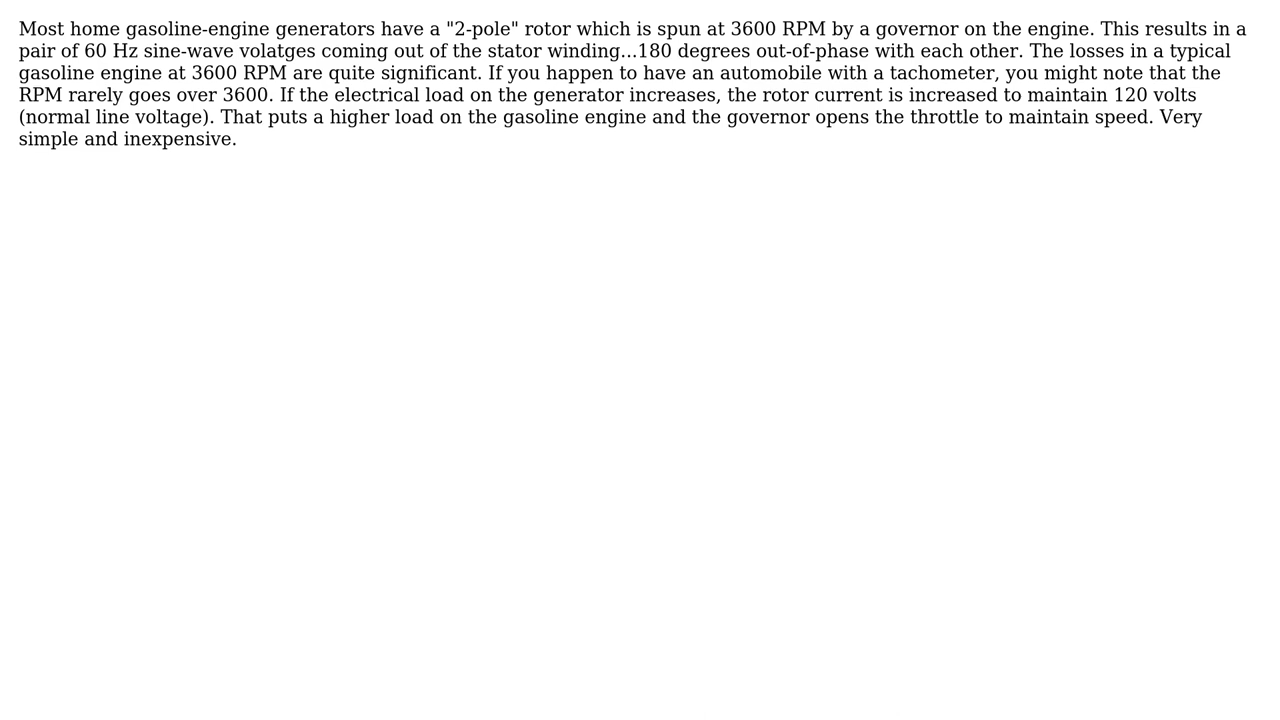 Most home gasoline-engine generators have a "2-pole" rotor which is spun at 3600 RPM by a governor on the engine. This results in a
pair of 60 Hz sine-wave volatges coming out of the stator winding...180 degrees out-of-phase with each other. The losses in a typical
gasoline engine at 3600 RPM are quite significant. If you happen to have an automobile with a tachometer, you might note that the
RPM rarely goes over 3600. If the electrical load on the generator increases, the rotor current is increased to maintain 120 volts
(normal line voltage). That puts a higher load on the gasoline engine and the governor opens the throttle to maintain speed. Very
simple and inexpensive.